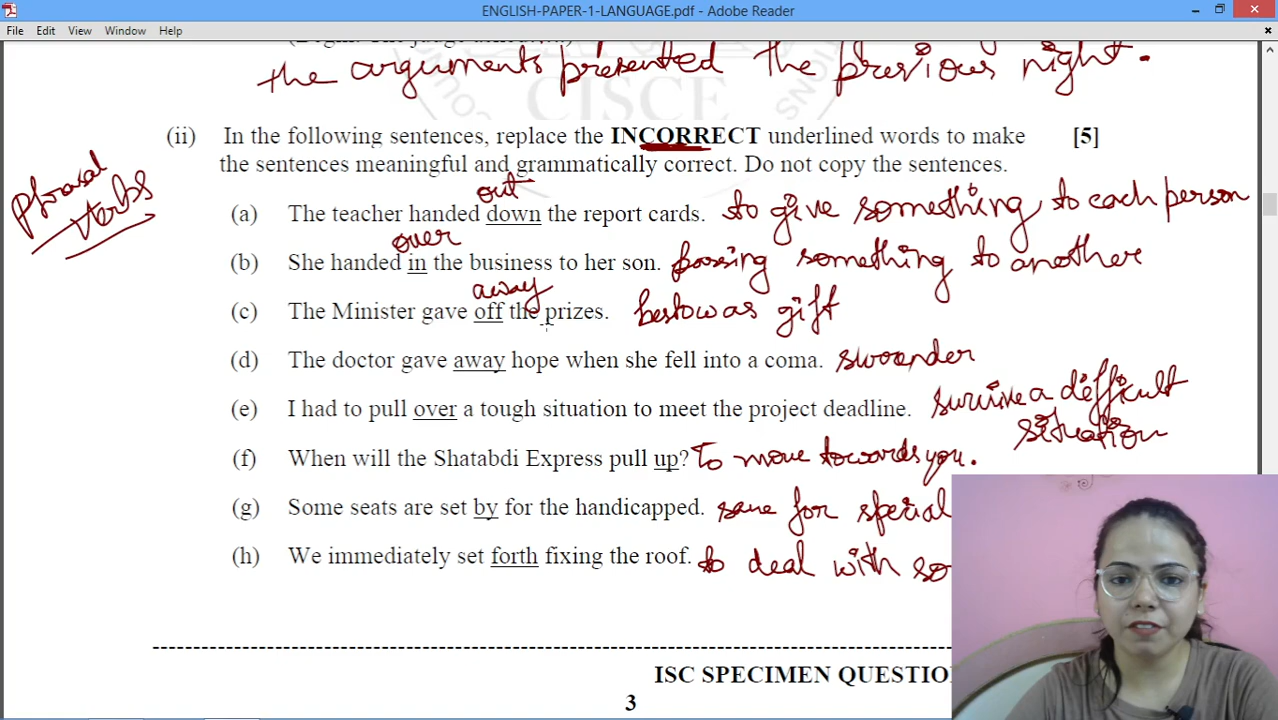 ENGLISH-PAPER-1-LANGUAGE.pdf - Adobe Reader
File Edit View Window Help
the arguments presented the previous night.
CISCE
(ii) In the following sentences, replace the INCORRECT underlined words to make [5]
the sentences meaningful and grammatically correct. Do not copy the sentences.
Phrasal
verbs
out
(a) The teacher handed down the report cards. to give something to each person
over
(b) She handed in the business to her son. passing something to another
away
(c) The Minister gave off the prizes. bestow as gift
(d) The doctor gave away hope when she fell into a coma.
(e) I had to pull over a tough situation to meet the project deadline. survive a difficult
situation
(f) When will the Shatabdi Express pull up? To move towards you.
(g) Some seats are set by for the handicapped. save for special
(h) We immediately set forth fixing the roof. to deal with so
ISC SPECIMEN QUESTIO
3